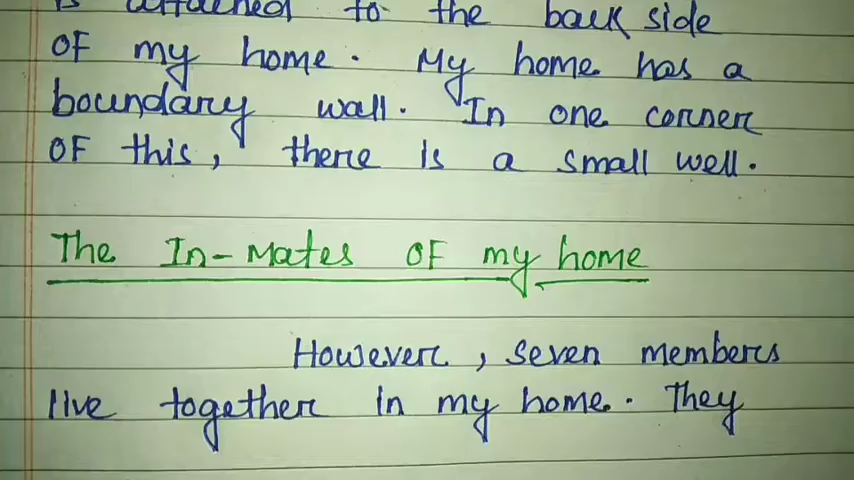 is attached to the back side
OF my home. My home has a
boundary wall. In one corner
OF this, there is a small well.
The In-Mates OF my home
However, seven members
live together in my home. They